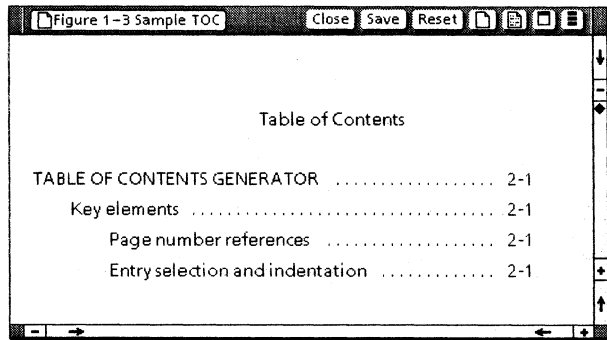 Figure 1-3 Sample TOC Close Save Reset
Table of Contents
TABLE OF CONTENTS GENERATOR .................. 2-1
Key elements .................................. 2-1
Page number references .................. 2-1
Entry selection and indentation ............. 2-1